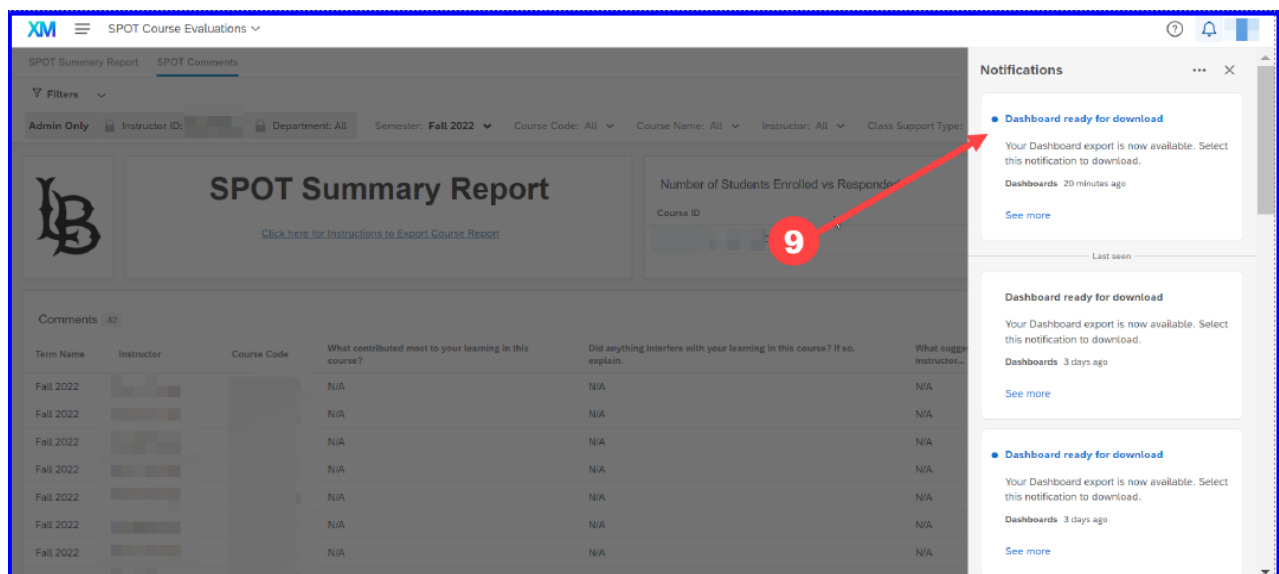 XM SPOT Course Evaluations
SPOT Summary Report SPOT Comments
Filters
Admin Only Instructor ID: Department: All Semester: Fall 2022 Course Code: All Course Name: All Instructor: All Class Support Type:
LB
SPOT Summary Report
Click here for Instructions to Export Course Report
Number of Students Enrolled vs Responded
Course ID
9
Comments 42
Term Name Instructor Course Code What contributed most to your learning in this course? Did anything interfere with your learning in this course? If so, explain. What sugge instructor...
Fall 2022 N/A N/A N/A
Fall 2022 N/A N/A N/A
Fall 2022 N/A N/A N/A
Fall 2022 N/A N/A N/A
Fall 2022 N/A N/A N/A
Fall 2022 N/A N/A N/A
Fall 2022 N/A N/A N/A
Notifications
Dashboard ready for download
Your Dashboard export is now available. Select
this notification to download.
Dashboards 20 minutes ago
See more
Last seen
Dashboard ready for download
Your Dashboard export is now available. Select
this notification to download.
Dashboards 3 days ago
See more
Dashboard ready for download
Your Dashboard export is now available. Select
this notification to download.
Dashboards 3 days ago
See more